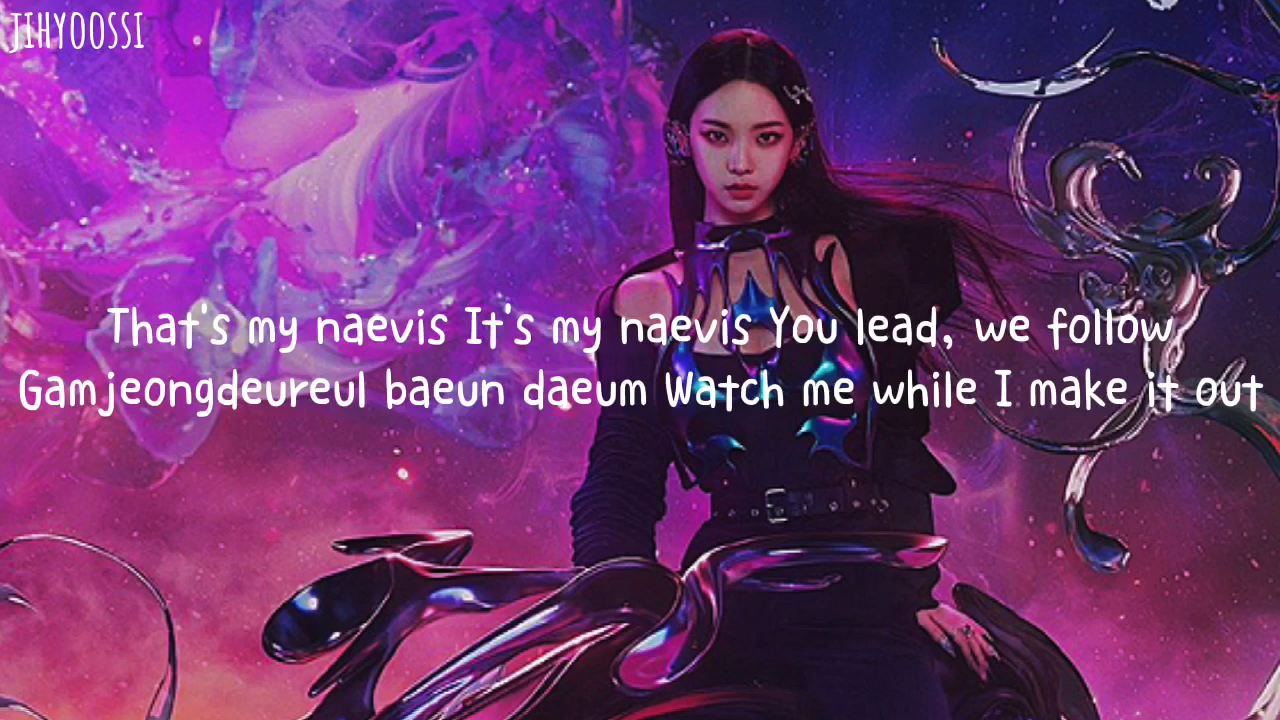 JIHYOOSSI
That's my naevis It's my naevis You lead, we follow
Gamjeongdeureul baeun daeum Watch me while I make it out